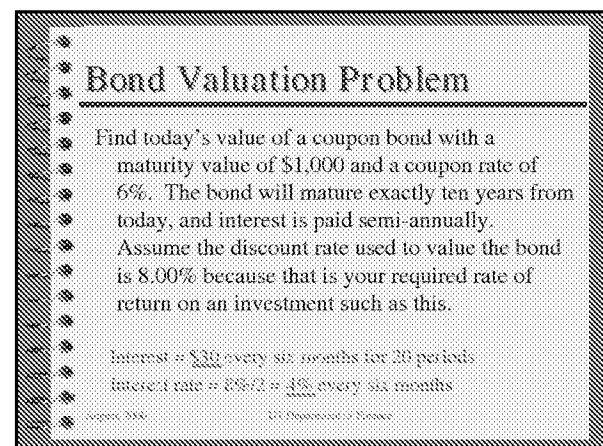 Bond Valuation Problem
Find today's value of a coupon bond with a
maturity value of $1,000 and a coupon rate of
6%. The bond will mature exactly ten years from
today, and interest is paid semi-annually.
Assume the discount rate used to value the bond
is 8.00% because that is your required rate of
return on an investment such as this.
Interest = $30 every six months for 20 periods
Interest rate = 8%/2 = 4% every six months